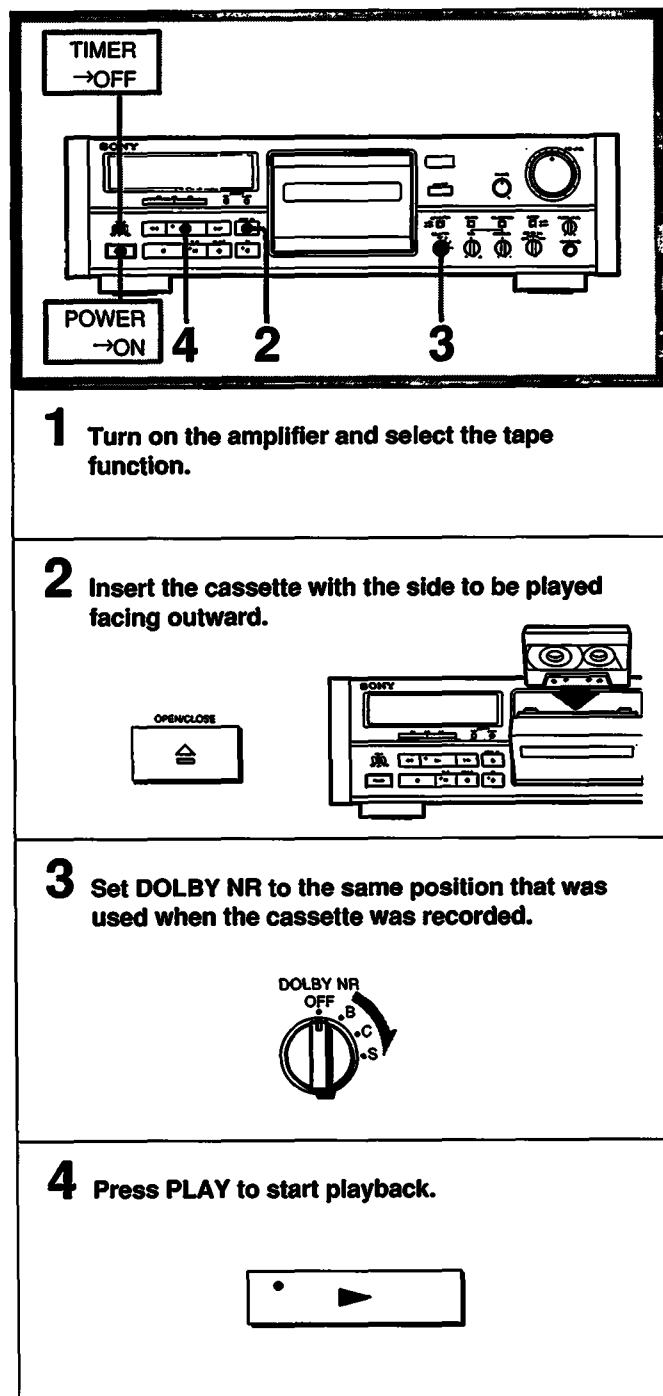 TIMER
→OFF
SONY
POWER
→ON
4
2
3
1 Turn on the amplifier and select the tape
function.
2 Insert the cassette with the side to be played
facing outward.
OPEN/CLOSE
SONY
3 Set DOLBY NR to the same position that was
used when the cassette was recorded.
DOLBY NR
OFF
B
C
S
4 Press PLAY to start playback.